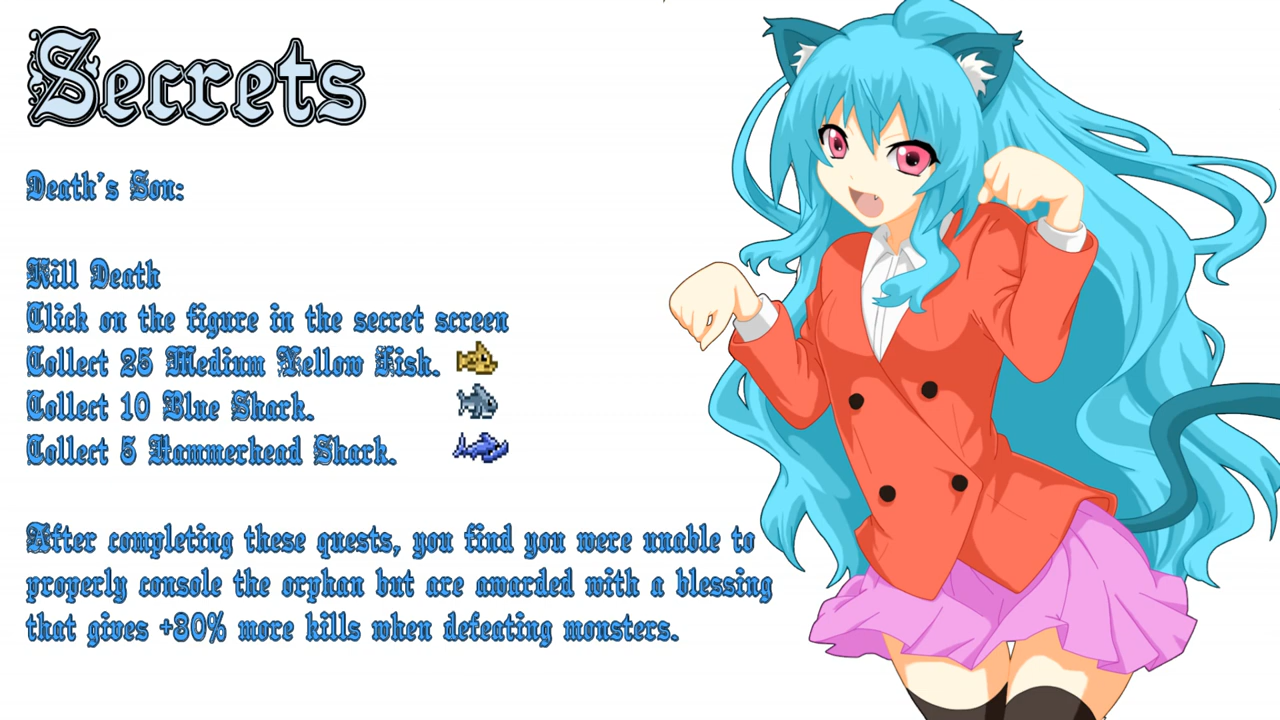 Secrets
Death's Son:
Kill Death
Click on the figure in the secret screen
Collect 25 Medium Yellow Fish.
Collect 10 Blue Shark.
Collect 5 Hammerhead Shark.
After completing these quests, you find you were unable to
properly console the orphan but are awarded with a blessing
that gives +30% more kills when defeating monsters.